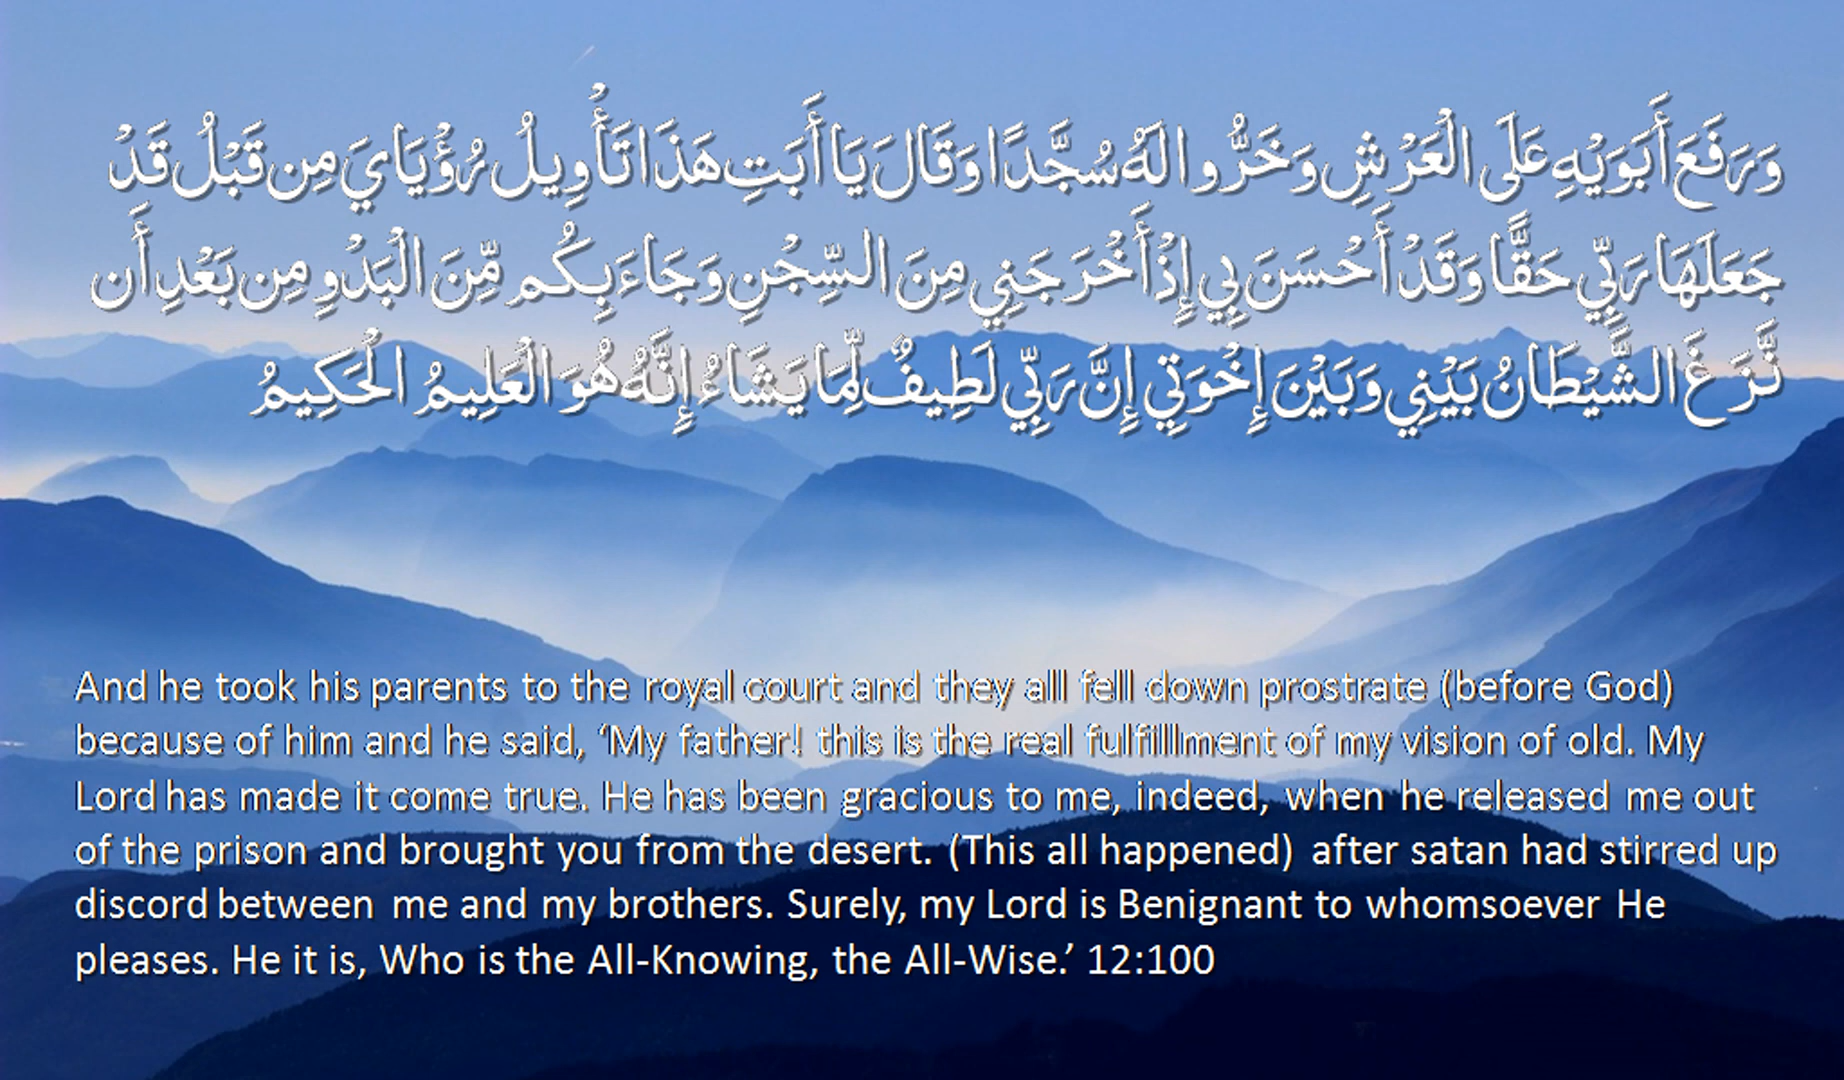 وَرَفَعَ أَبَوَيْهِ عَلَى الْعَرْشِ وَخَرُّوا لَهُ سُجَّدًا وَقَالَ يَا أَبَتِ هَذَا تَأْوِيلُ رُؤْيَايَ مِن قَبْلُ قَدْ
جَعَلَهَا رَبِّي حَقًّا وَقَدْ أَحْسَنَ بِي إِذْ أَخْرَجَنِي مِنَ السِّجْنِ وَجَاءَ بِكُم مِّنَ الْبَدْوِ مِن بَعْدِ أَن
نَّزَغَ الشَّيْطَانُ بَيْنِي وَبَيْنَ إِخْوَتِي إِنَّ رَبِّي لَطِيفٌ لِّمَا يَشَاءُ إِنَّهُ هُوَ الْعَلِيمُ الْحَكِيمُ
And he took his parents to the royal court and they all fell down prostrate (before God)
because of him and he said, ‘My father! this is the real fulfillment of my vision of old. My
Lord has made it come true. He has been gracious to me, indeed, when he released me out
of the prison and brought you from the desert. (This all happened) after satan had stirred up
discord between me and my brothers. Surely, my Lord is Benignant to whomsoever He
pleases. He it is, Who is the All-Knowing, the All-Wise.’ 12:100